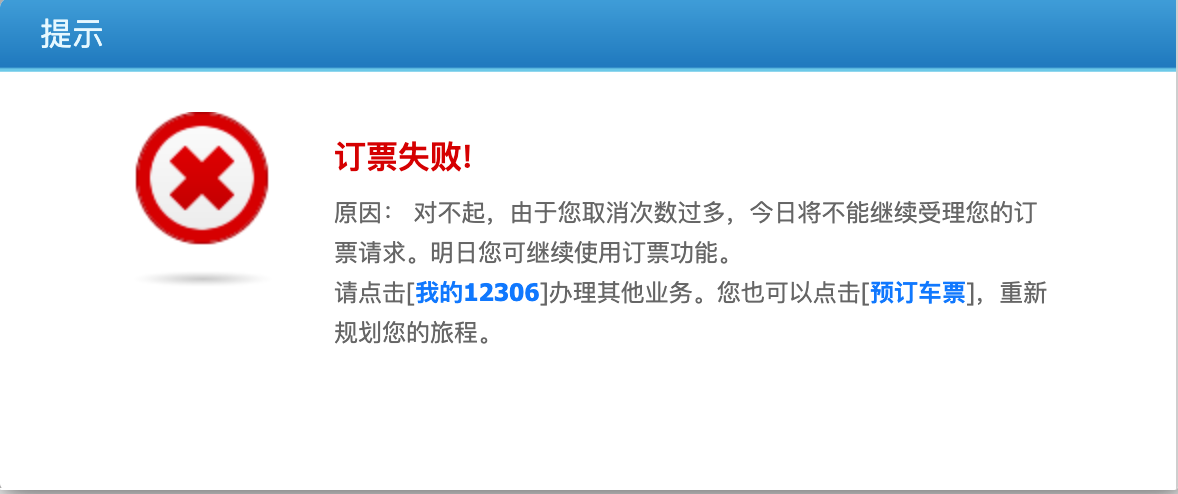 提示
订票失败!
原因： 对不起，由于您取消次数过多，今日将不能继续受理您的订
票请求。明日您可继续使用订票功能。
请点击[我的12306]办理其他业务。您也可以点击[预订车票]，重新
规划您的旅程。